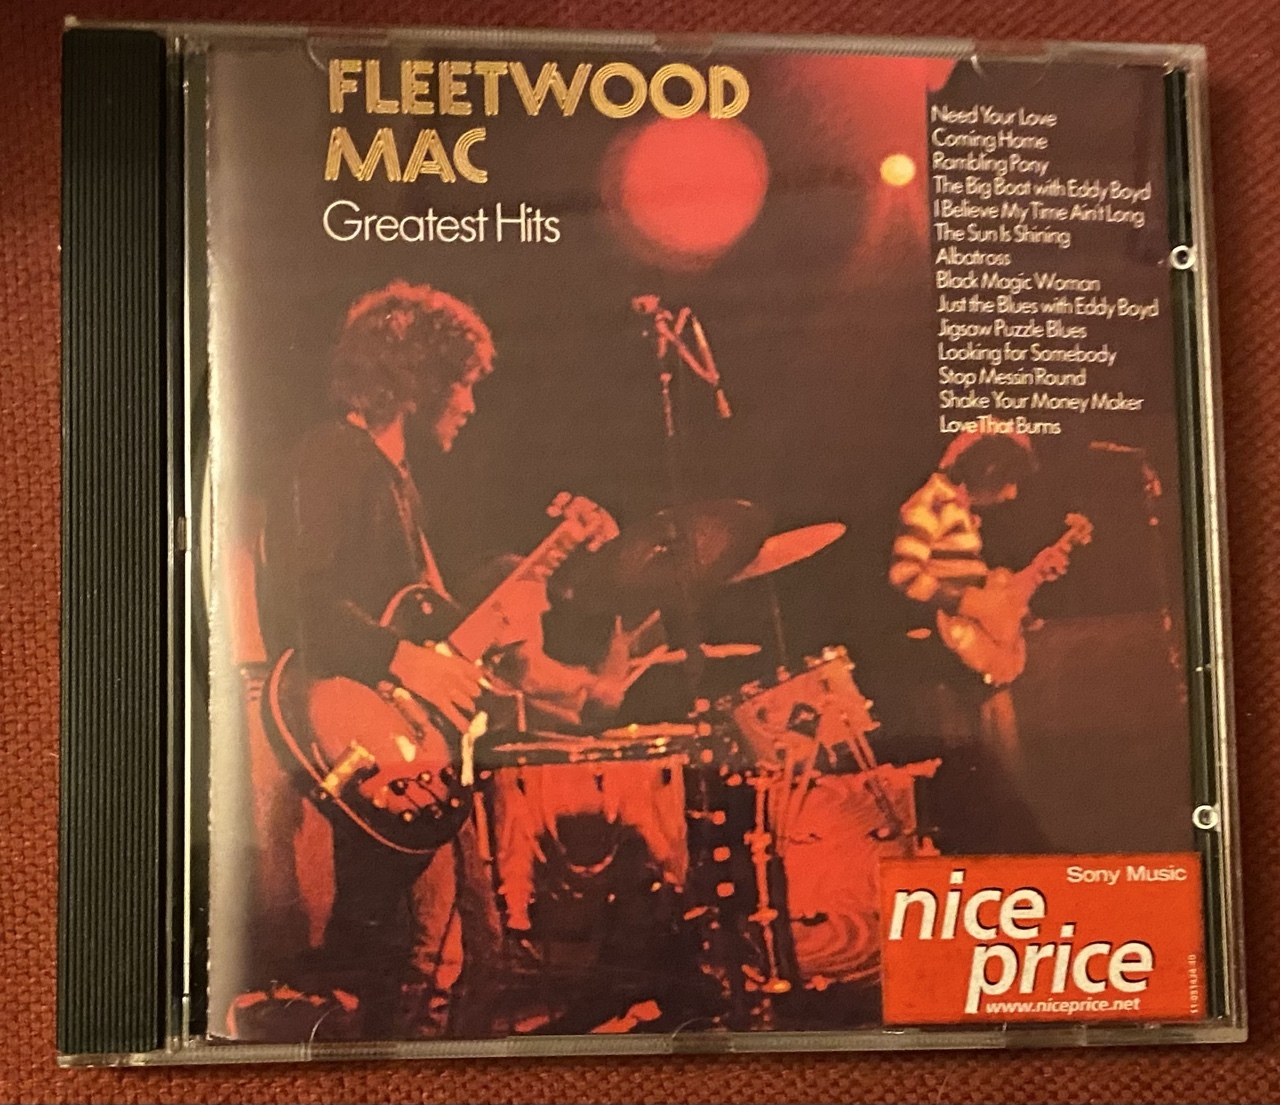 FLEETWOOD
MAC
Greatest Hits
Need Your Love
Coming Home
Rambling Pony
The Big Boat with Eddy Boyd
I Believe My Time Ain't Long
The Sun Is Shining
Albatross
Black Magic Woman
Just the Blues with Eddy Boyd
Jigsaw Puzzle Blues
Looking for Somebody
Stop Messin Round
Shake Your Money Maker
Love That Burns
Sony Music
nice
price
www.niceprice.net